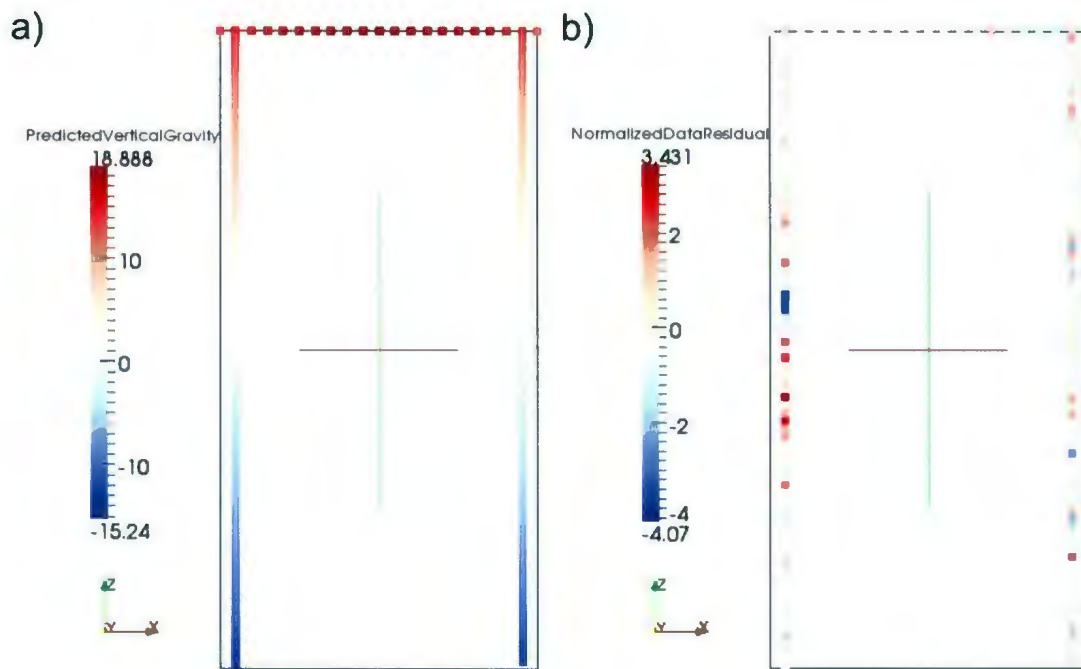 a)
PredictedVerticalGravity
18.888
10
0
-10
-15.24
Z
Y X
b)
NormalizedDataResidual
3.431
2
0
-2
-4
-4.07
Z
Y X